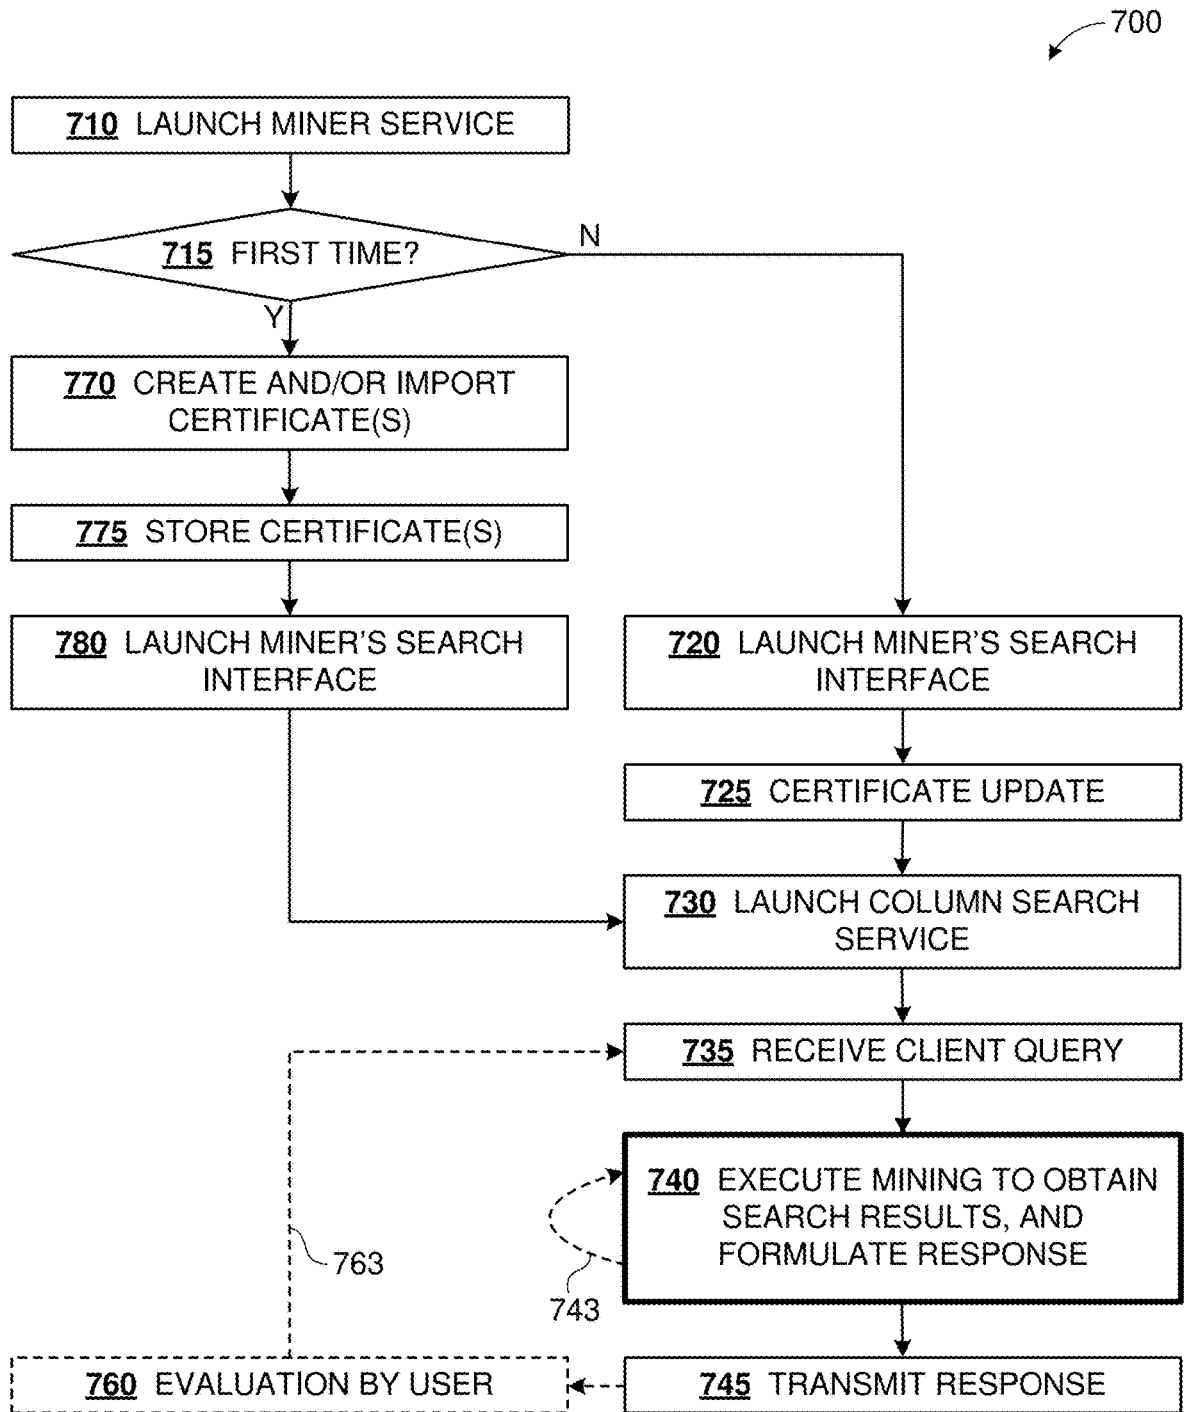 700
710 LAUNCH MINER SERVICE
715 FIRST TIME?
N
Y
770 CREATE AND/OR IMPORT
CERTIFICATE(S)
775 STORE CERTIFICATE(S)
780 LAUNCH MINER'S SEARCH
INTERFACE
720 LAUNCH MINER'S SEARCH
INTERFACE
725 CERTIFICATE UPDATE
730 LAUNCH COLUMN SEARCH
SERVICE
735 RECEIVE CLIENT QUERY
740 EXECUTE MINING TO OBTAIN
SEARCH RESULTS, AND
FORMULATE RESPONSE
743
763
745 TRANSMIT RESPONSE
760 EVALUATION BY USER